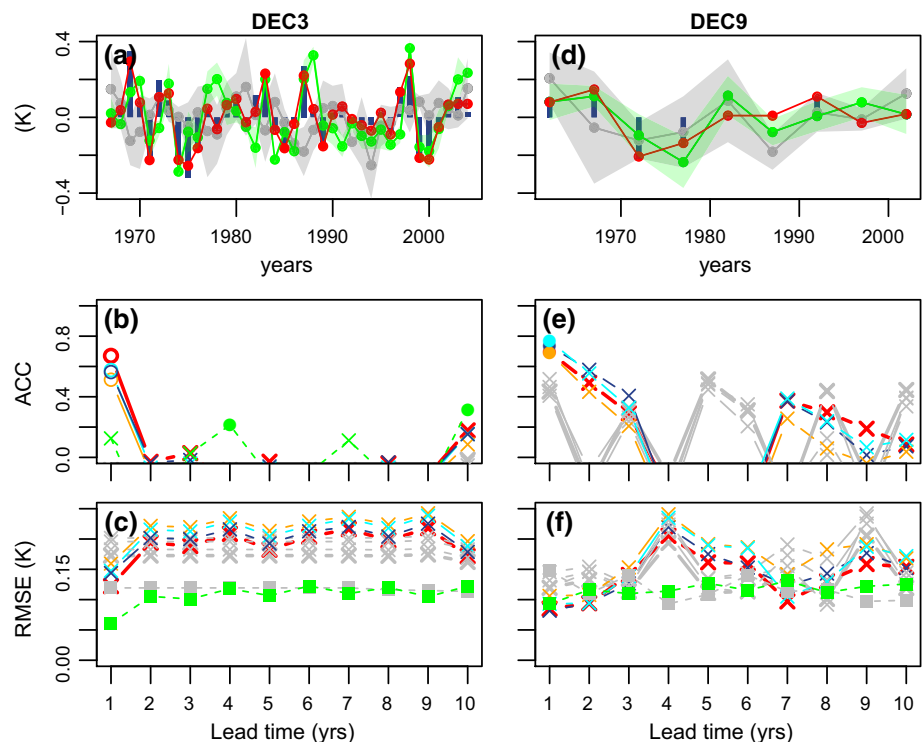 DEC3
DEC9
(a)
(K)
0.4
0.0
−0.4
1970
1980
1990
2000
years
(d)
1970
1980
1990
2000
years
(b)
ACC
0.8
0.4
0.0
(e)
(c)
RMSE (K)
0.15
0.00
1 2 3 4 5 6 7 8 9 10
Lead time (yrs)
(f)
1 2 3 4 5 6 7 8 9 10
Lead time (yrs)